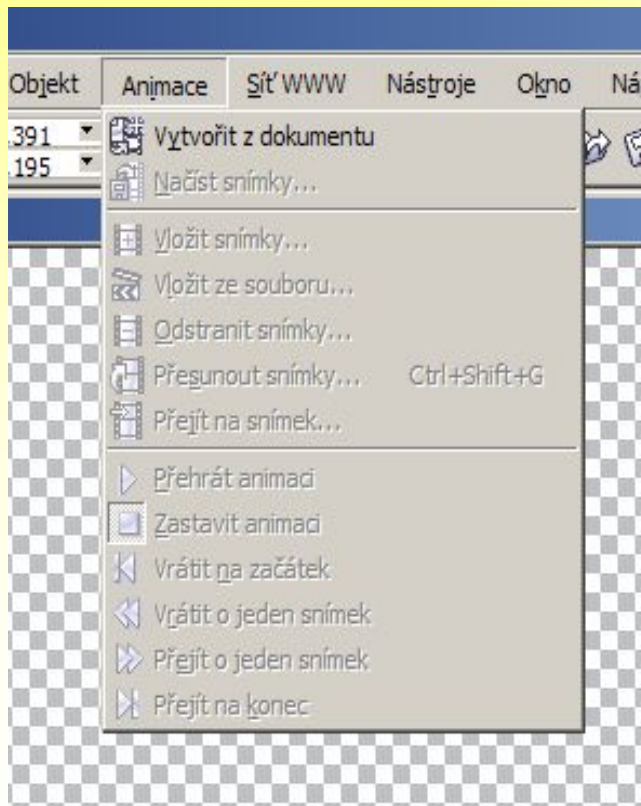 Objekt Animace Síť WWW Nástroje Okno Ná
391
195
Vytvořit z dokumentu
Načíst snímky...
Vložit snímky...
Vložit ze souboru...
Odstranit snímky...
Přesunout snímky... Ctrl+Shift+G
Přejít na snímek...
Přehrát animaci
Zastavit animaci
Vrátit na začátek
Vrátit o jeden snímek
Přejít o jeden snímek
Přejít na konec